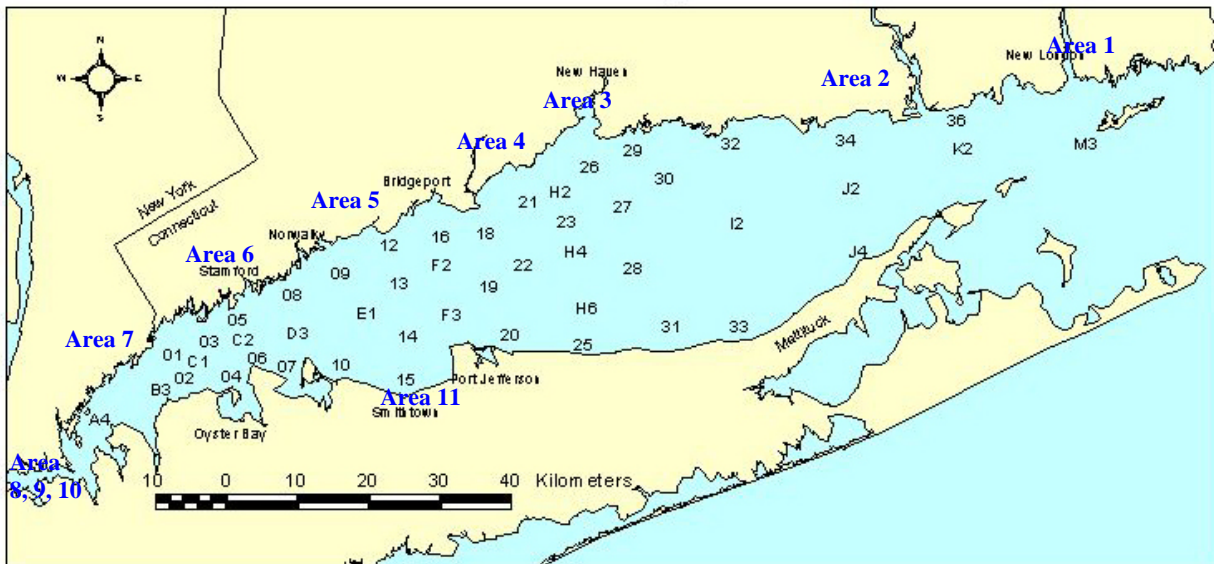 N
W E
S
New London
Area 1
Area 2
New Haven
Area 3
Area 4
Bridgeport
Area 5
New York
Connecticut
Norwalk
Area 6
Stamford
Area 7
36
K2
M3
34
32
29
26
30
J2
H2
21
27
23
I2
18
16
12
H4
J4
F2
22
28
09
13
19
08
E1
F3
H6
05
D3
14
20
31
33
03
C2
25
01
C1
06
07
10
02
04
15
B3
A4
Mattituck
Port Jefferson
Area 11
Smithtown
Oyster Bay
Area
8, 9, 10
10 0 10 20 30 40 Kilometers